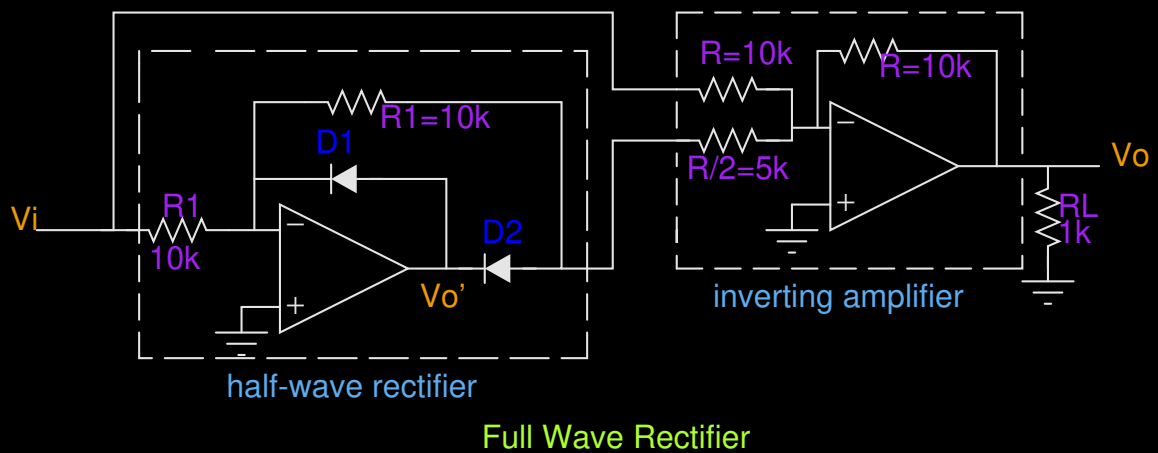 R=10k
R=10k
R1=10k
D1
Vo
R/2=5k
−
+
R1
RL
Vi
1k
D2
10k
−
+
Vo’
inverting amplifier
half-wave rectifier
Full Wave Rectifier